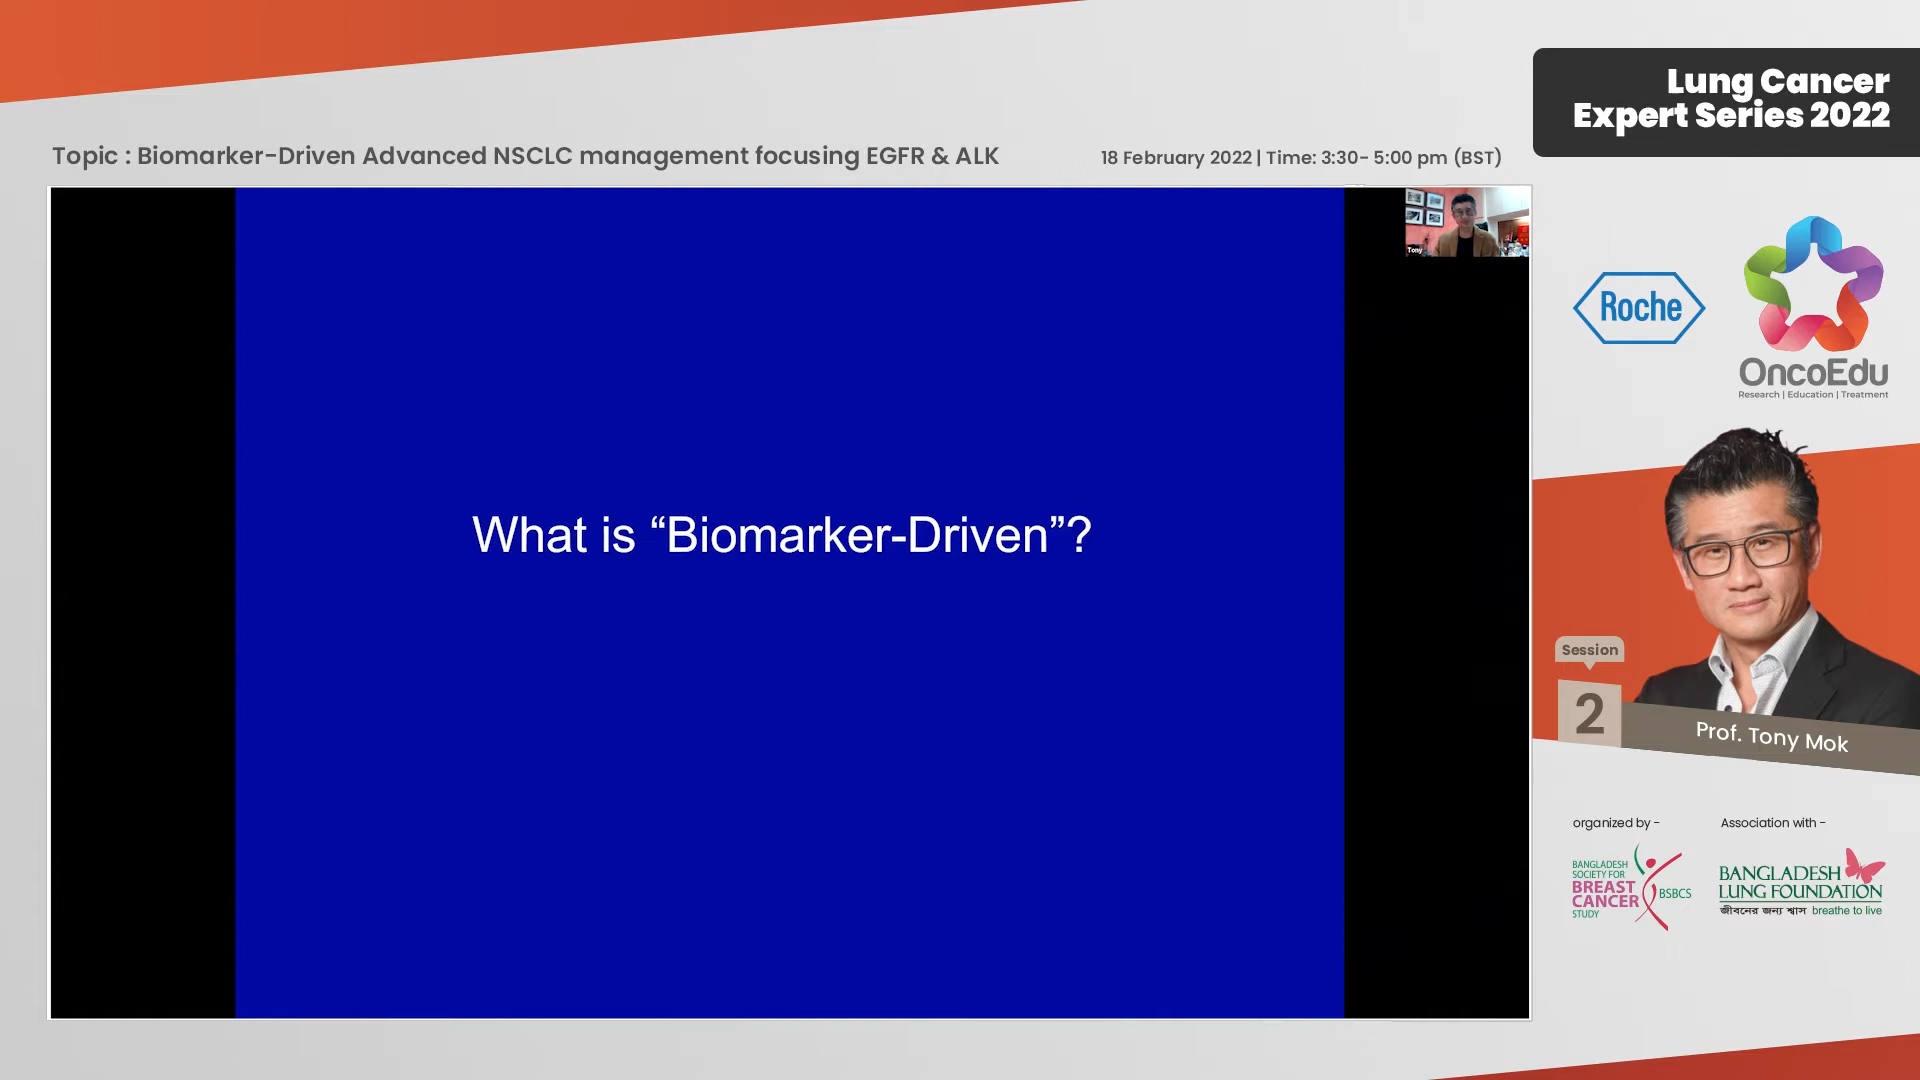 Lung Cancer
Expert Series 2022
Topic : Biomarker-Driven Advanced NSCLC management focusing EGFR & ALK
18 February 2022 | Time: 3:30- 5:00 pm (BST)
Tony
What is “Biomarker-Driven”?
Roche
OncoEdu
Research | Education | Treatment
Session
2
Prof. Tony Mok
organized by -
BANGLADESH
SOCIETY FOR
BREAST
CANCER
STUDY
BSBCS
Association with -
BANGLADESH
LUNG FOUNDATION
জীবনের জন্য শ্বাস breathe to live